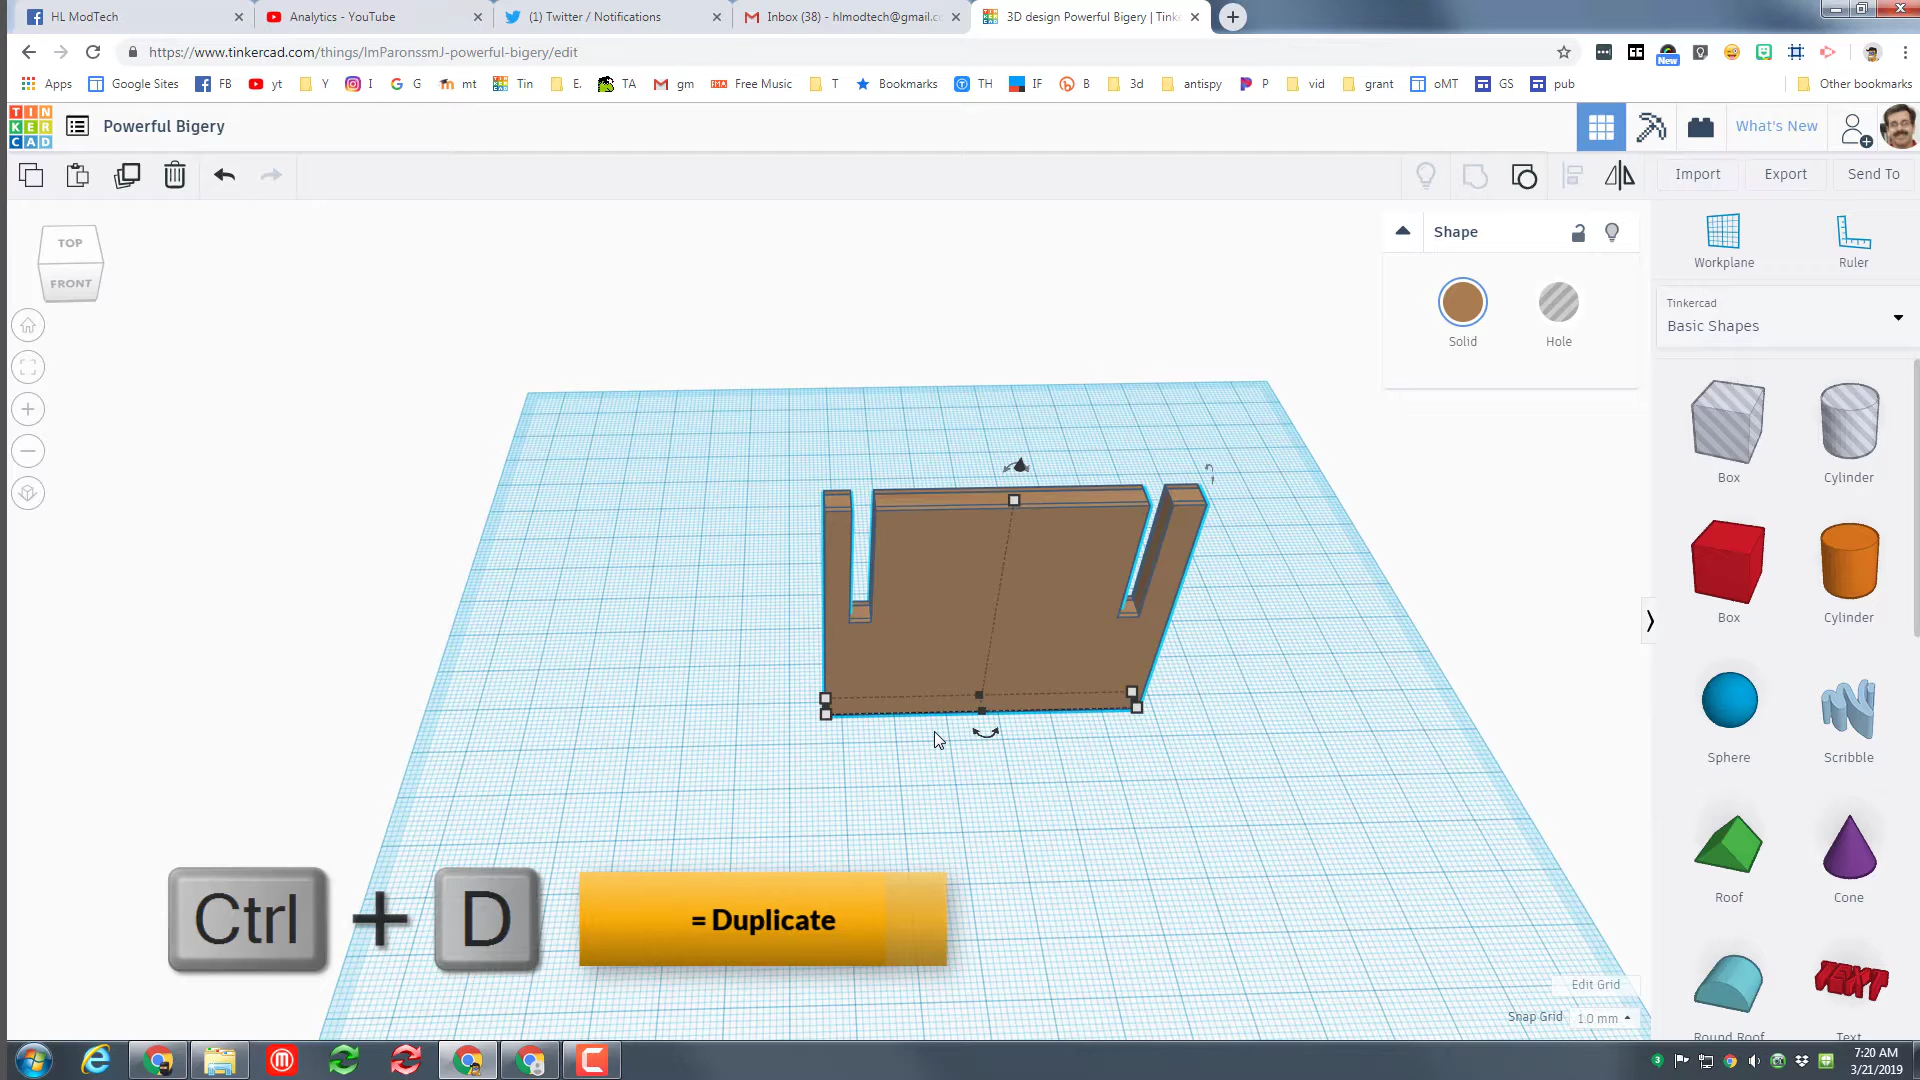 HL ModTech
Analytics - YouTube
(1) Twitter / Notifications
Inbox (38) - hlmodtech@gmail.cc
3D design Powerful Bigery | Tinke
https://www.tinkercad.com/things/lmParonssmJ-powerful-bigery/edit
New
Apps
Google Sites
FB
yt
Y
I
G
mt
Tin
E.
TA
gm
Free Music
T
Bookmarks
TH
IF
B
3d
antispy
P
vid
grant
oMT
GS
pub
Other bookmarks
TIN
KER
CAD
Powerful Bigery
What's New
Import
Export
Send To
TOP
FRONT
Shape
Solid
Hole
Workplane
Ruler
Tinkercad
Basic Shapes
Box
Cylinder
Box
Cylinder
Sphere
Scribble
Roof
Cone
Round Roof
TEXT
Text
Ctrl + D = Duplicate
Edit Grid
Snap Grid 1.0 mm
7:20 AM
3/21/2019